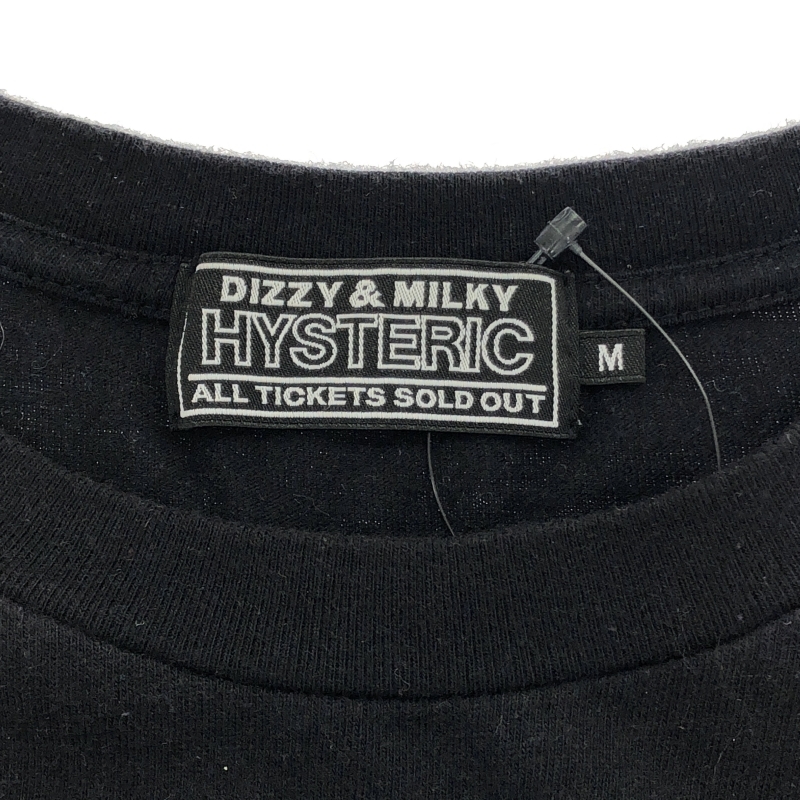 DIZZY & MILKY
HYSTERIC
ALL TICKETS SOLD OUT
M